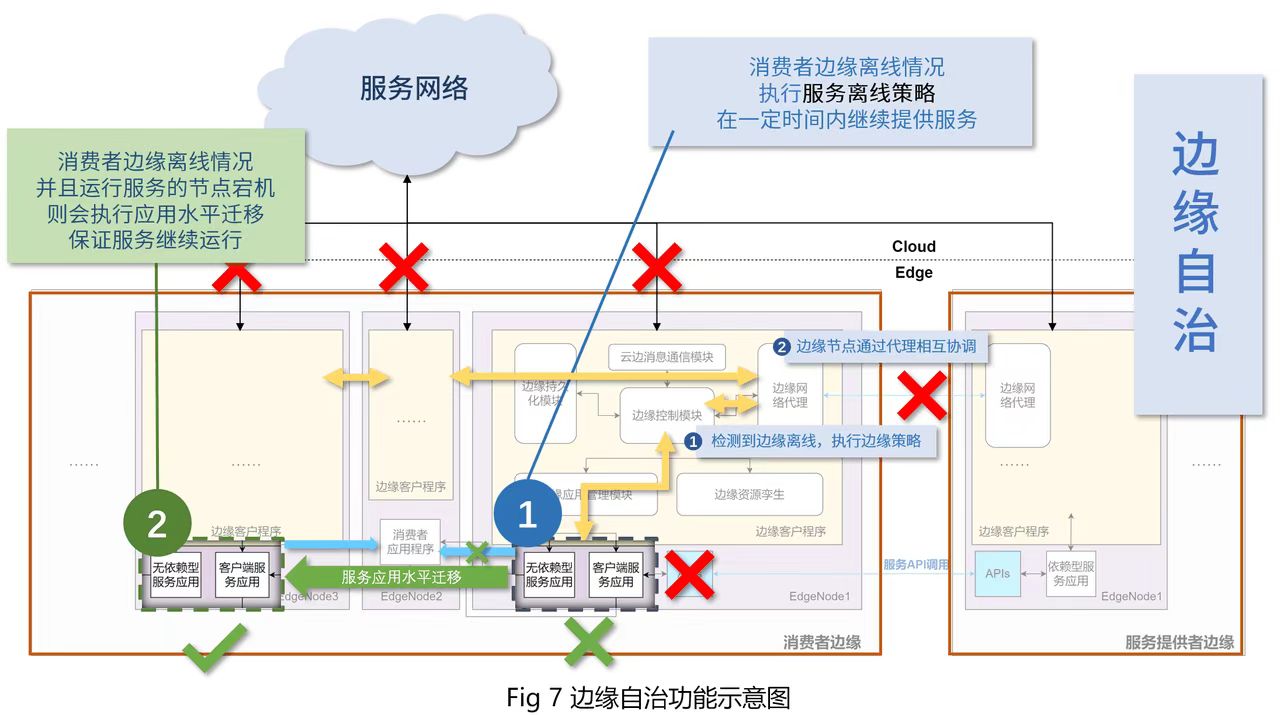 服务网络
消费者边缘离线情况
执行服务离线策略
在一定时间内继续提供服务
边缘自治
消费者边缘离线情况
并且运行服务的节点宕机
则会执行应用水平迁移
保证服务继续运行
Cloud
Edge
云边消息通信模块
边缘持久
化模块
边缘控制模块
边缘网
络代理
2 边缘节点通过代理相互协调
边缘网
络代理
1 检测到边缘离线，执行边缘策略
......
......
......
......
......
边缘客户程序
应用管理模块
边缘资源孪生
2
1
边缘客户程序
消费者
应用程序
边缘客户程序
边缘客户程序
无依赖型
服务应用
客户端服
务应用
服务应用水平迁移
无依赖型
服务应用
客户端服
务应用
服务API调用
APIs
依赖型服
务应用
EdgeNode3
EdgeNode2
EdgeNode1
EdgeNode1
消费者边缘
服务提供者边缘
Fig 7 边缘自治功能示意图